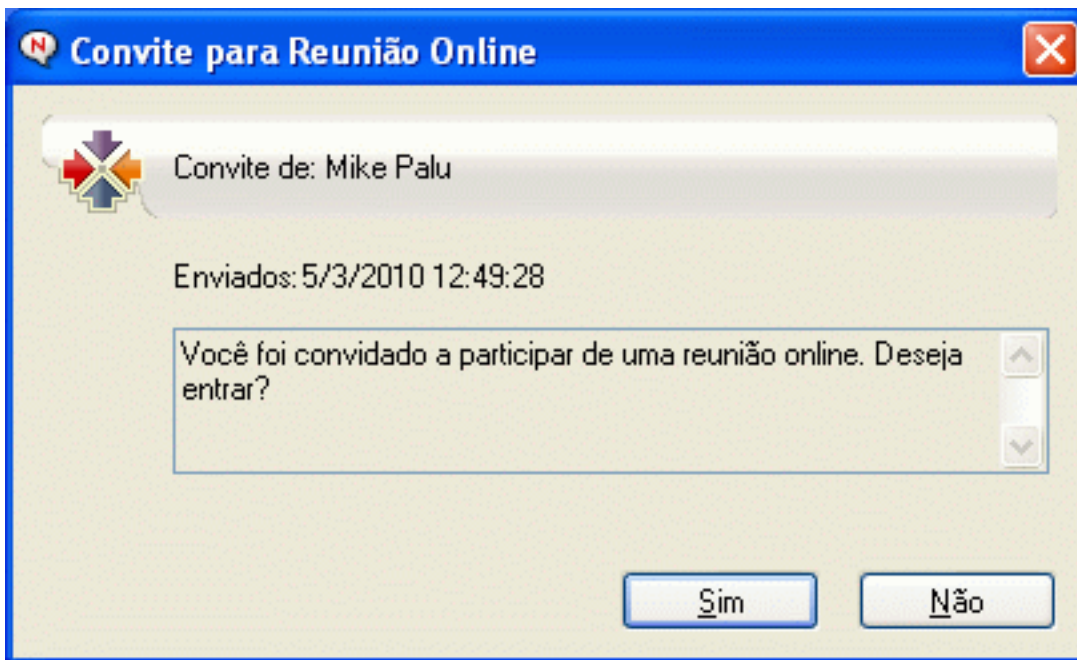 N
Convite para Reunião Online
Convite de: Mike Palu
Enviados: 5/3/2010 12:49:28
Você foi convidado a participar de uma reunião online. Deseja
entrar?
Sim
Não